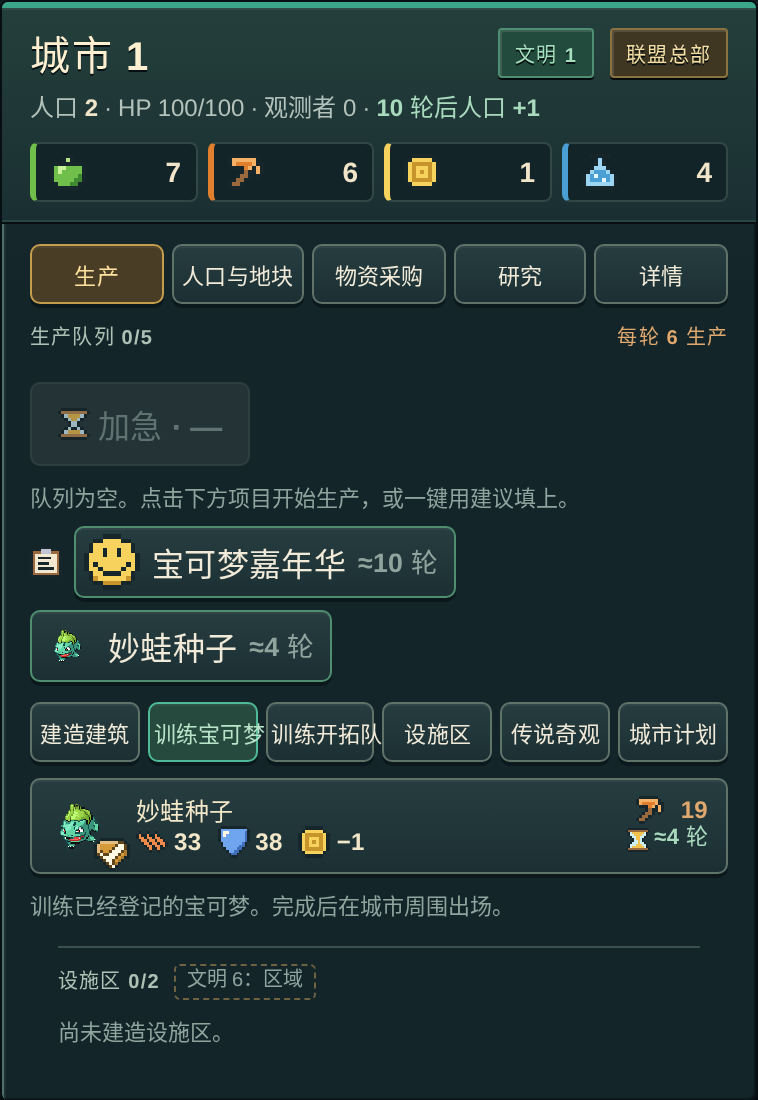 城市 1
文明 1
联盟总部
人口 2 · HP 100/100 · 观测者 0 · 10 轮后人口 +1
7 6 1 4
生产 人口与地块 物资采购 研究 详情
生产队列 0/5
每轮 6 生产
加急 · —
队列为空。点击下方项目开始生产，或一键用建议填上。
宝可梦嘉年华 ≈10 轮
妙蛙种子 ≈4 轮
建造建筑 训练宝可梦 训练开拓队 设施区 传说奇观 城市计划
妙蛙种子
19
33 38 −1
≈4 轮
训练已经登记的宝可梦。完成后在城市周围出场。
设施区 0/2
文明 6：区域
尚未建造设施区。